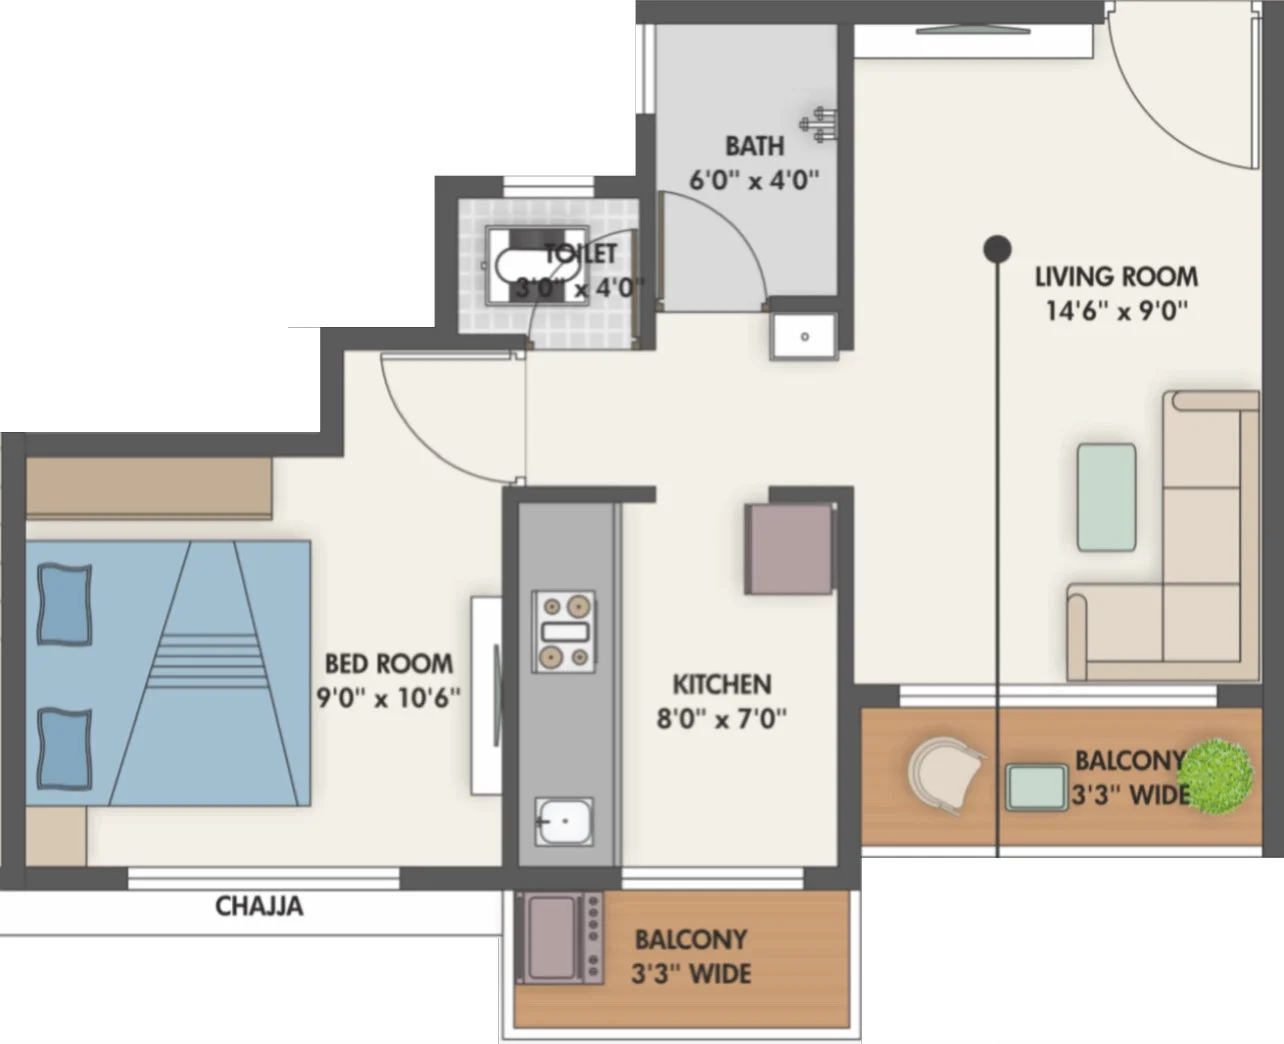 BATH
6'0" x 4'0"
TOILET
3'0" x 4'0"
LIVING ROOM
14'6" x 9'0"
BED ROOM
9'0" x 10'6"
KITCHEN
8'0" x 7'0"
BALCONY
3'3" WIDE
CHAJJA
BALCONY
3'3" WIDE